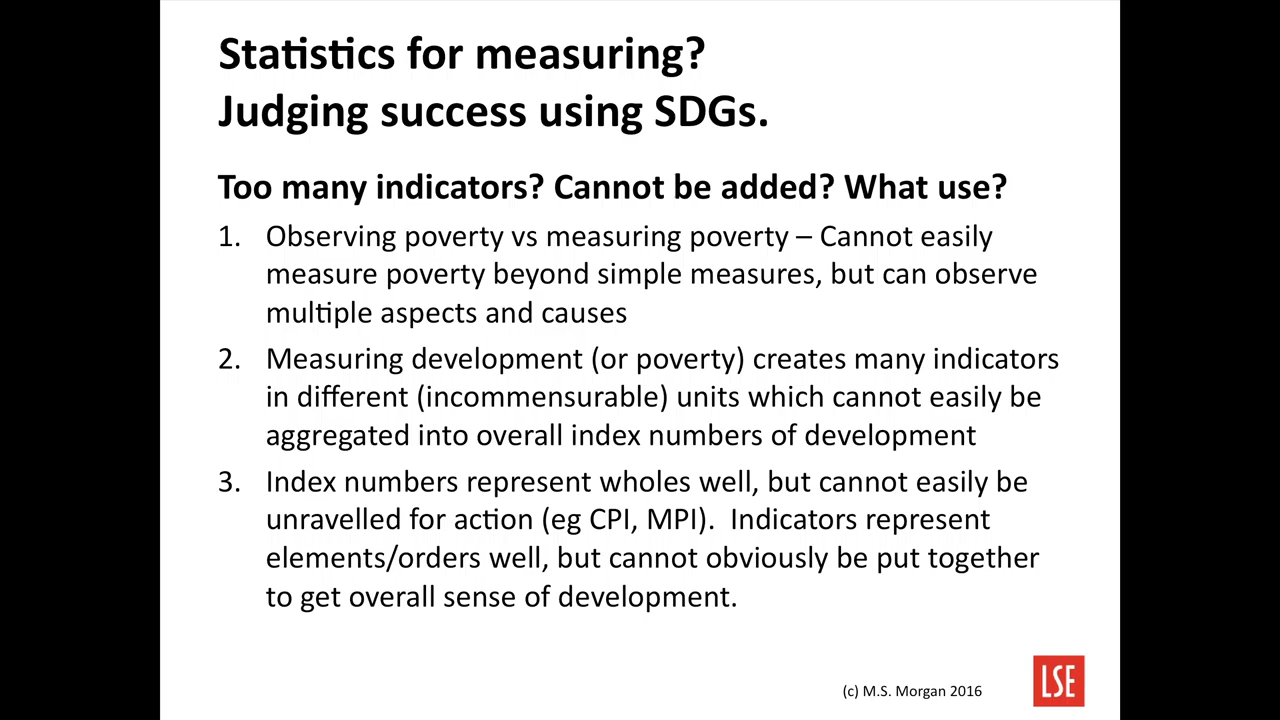 Statistics for measuring?
Judging success using SDGs.
Too many indicators? Cannot be added? What use?
1. Observing poverty vs measuring poverty – Cannot easily
measure poverty beyond simple measures, but can observe
multiple aspects and causes
2. Measuring development (or poverty) creates many indicators
in different (incommensurable) units which cannot easily be
aggregated into overall index numbers of development
3. Index numbers represent wholes well, but cannot easily be
unravelled for action (eg CPI, MPI). Indicators represent
elements/orders well, but cannot obviously be put together
to get overall sense of development.
(c) M.S. Morgan 2016
LSE